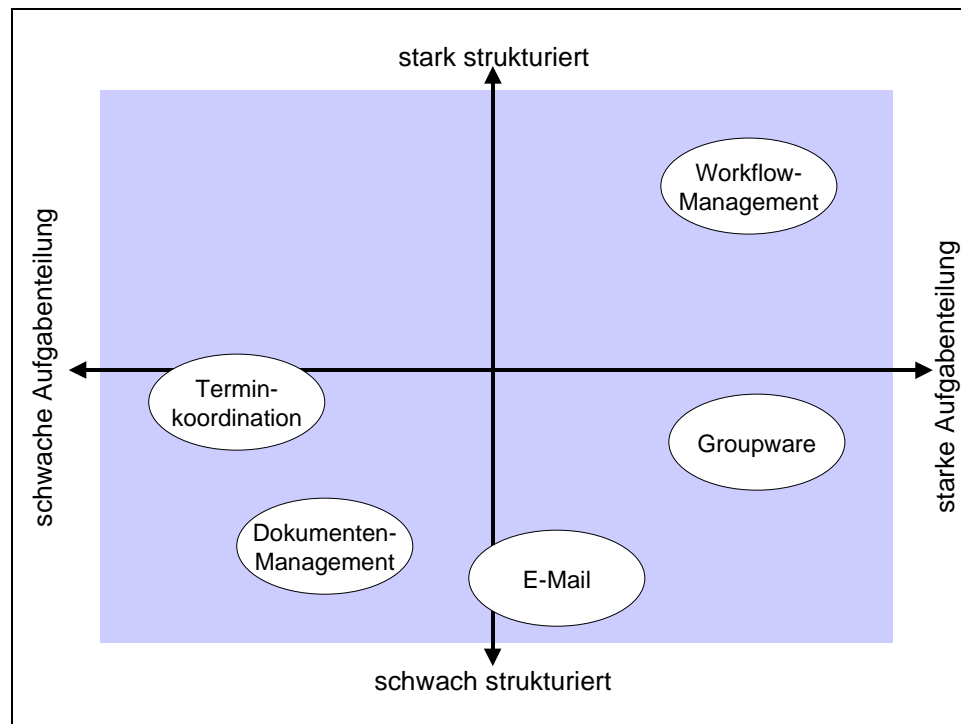 stark strukturiert
Workflow-
Management
schwache Aufgabenteilung
starke Aufgabenteilung
Termin-
koordination
Groupware
Dokumenten-
Management
E-Mail
schwach strukturiert